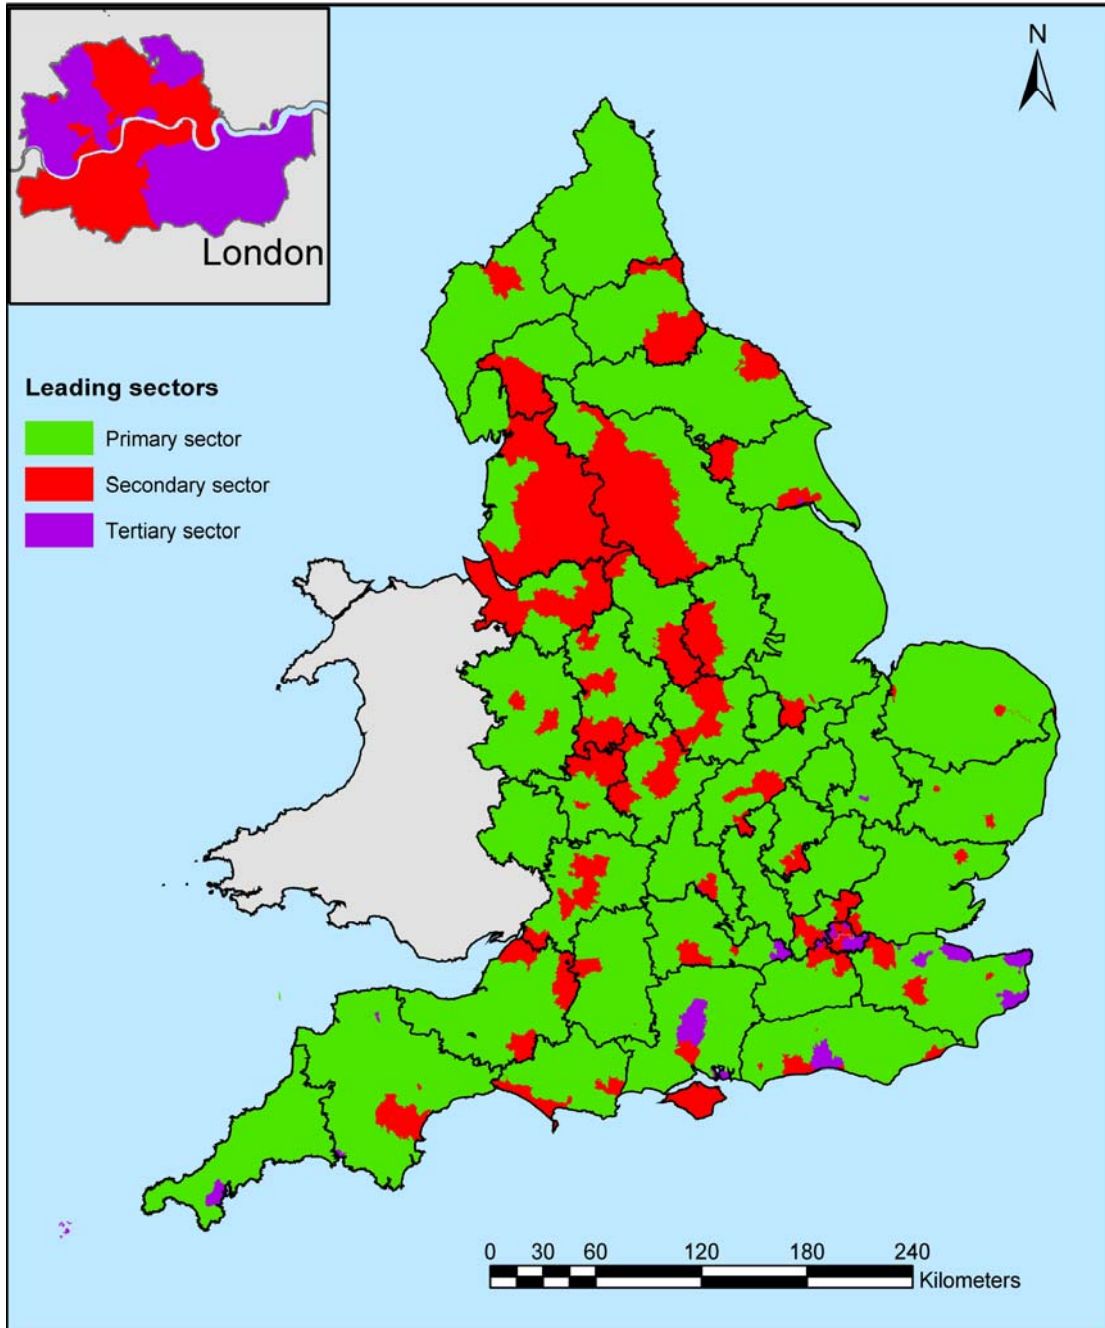 N
London
Leading sectors
Primary sector
Secondary sector
Tertiary sector
0 30 60 120 180 240
Kilometers